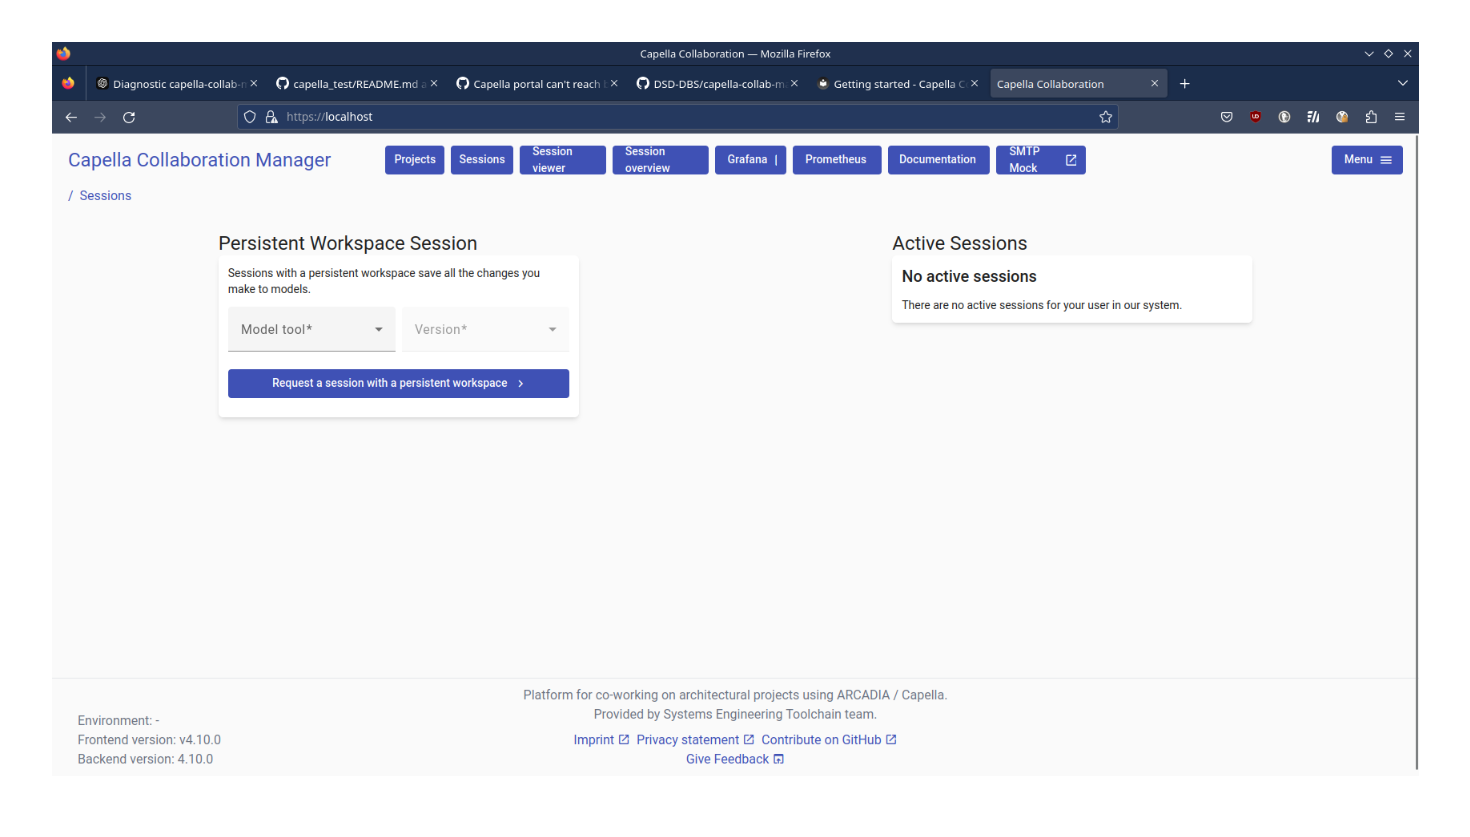 Capella Collaboration — Mozilla Firefox
Diagnostic capella-collab-
capella_test/README.md
Capella portal can't reach
DSD-DBS/capella-collab-m
Getting started - Capella C
Capella Collaboration
https://localhost
Capella Collaboration Manager
Projects
Sessions
Session
viewer
Session
overview
Grafana |
Prometheus
Documentation
SMTP
Mock
Menu
/ Sessions
Persistent Workspace Session
Sessions with a persistent workspace save all the changes you
make to models.
Model tool*
Version*
Request a session with a persistent workspace
Active Sessions
No active sessions
There are no active sessions for your user in our system.
Platform for co-working on architectural projects using ARCADIA / Capella.
Provided by Systems Engineering Toolchain team.
Imprint Privacy statement Contribute on GitHub
Give Feedback
Environment: -
Frontend version: v4.10.0
Backend version: 4.10.0